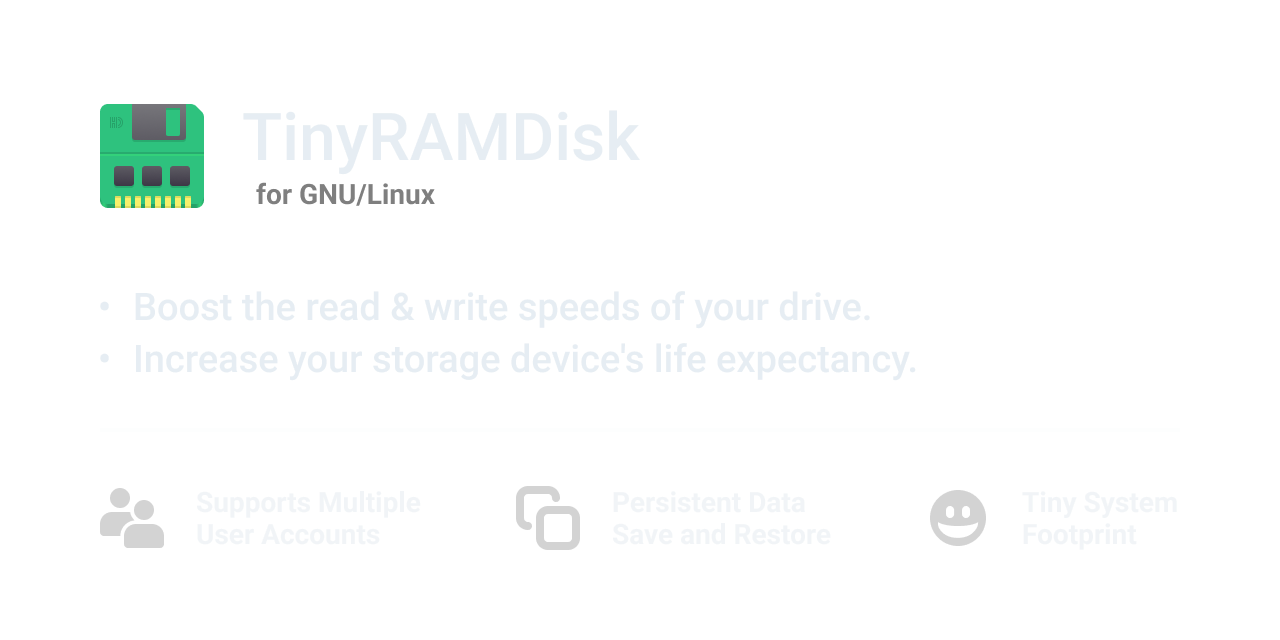 TinyRAMDisk
for GNU/Linux
• Boost the read & write speeds of your drive.
• Increase your storage device's life expectancy.
Supports Multiple
User Accounts
Persistent Data
Save and Restore
Tiny System
Footprint